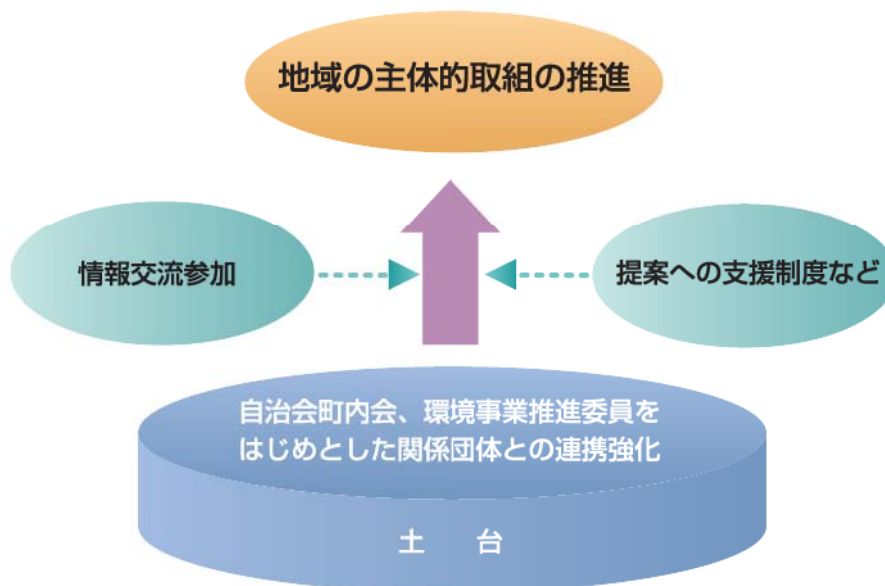 地域の主体的取組の推進
情報交流参加
提案への支援制度など
自治会町内会、環境事業推進委員を
はじめとした関係団体との連携強化
土　台